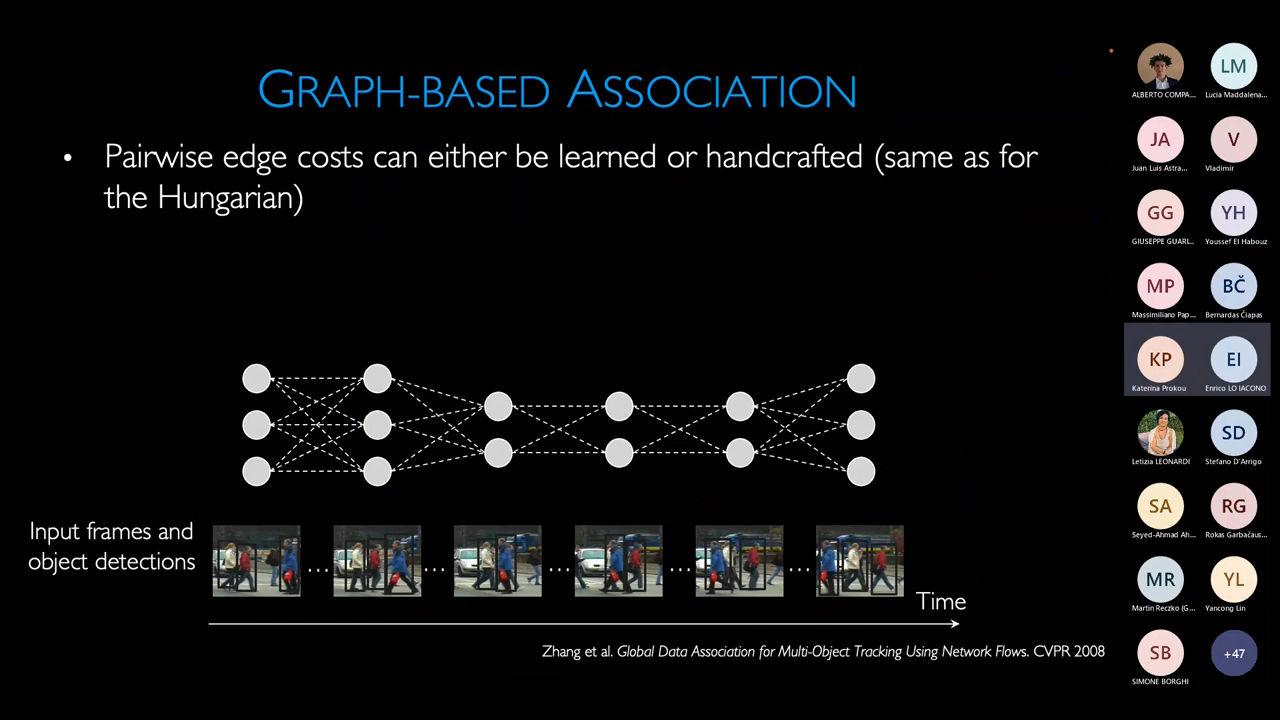 GRAPH-BASED ASSOCIATION
• Pairwise edge costs can either be learned or handcrafted (same as for
the Hungarian)
Input frames and
object detections
... ... ... ... ...
Time
Zhang et al. Global Data Association for Multi-Object Tracking Using Network Flows. CVPR 2008
ALBERTO COMPA...
LM
Lucia Maddalena...
JA
Juan Luis Astra...
V
Vladimir
GG
GIUSEPPE GUARI...
YH
Youssef El Habouz
MP
Massimiliano Pap...
BČ
Bernardas Čiapas
KP
Katerina Prokou
EI
Enrico LO IACONO
Letizia LEONARDI
SD
Stefano D'Arrigo
SA
Seyed-Ahmad Ah...
RG
Rokas Garbačaus...
MR
Martin Reczko (G...
YL
Yancong Lin
SB
SIMONE BORGHI
+47